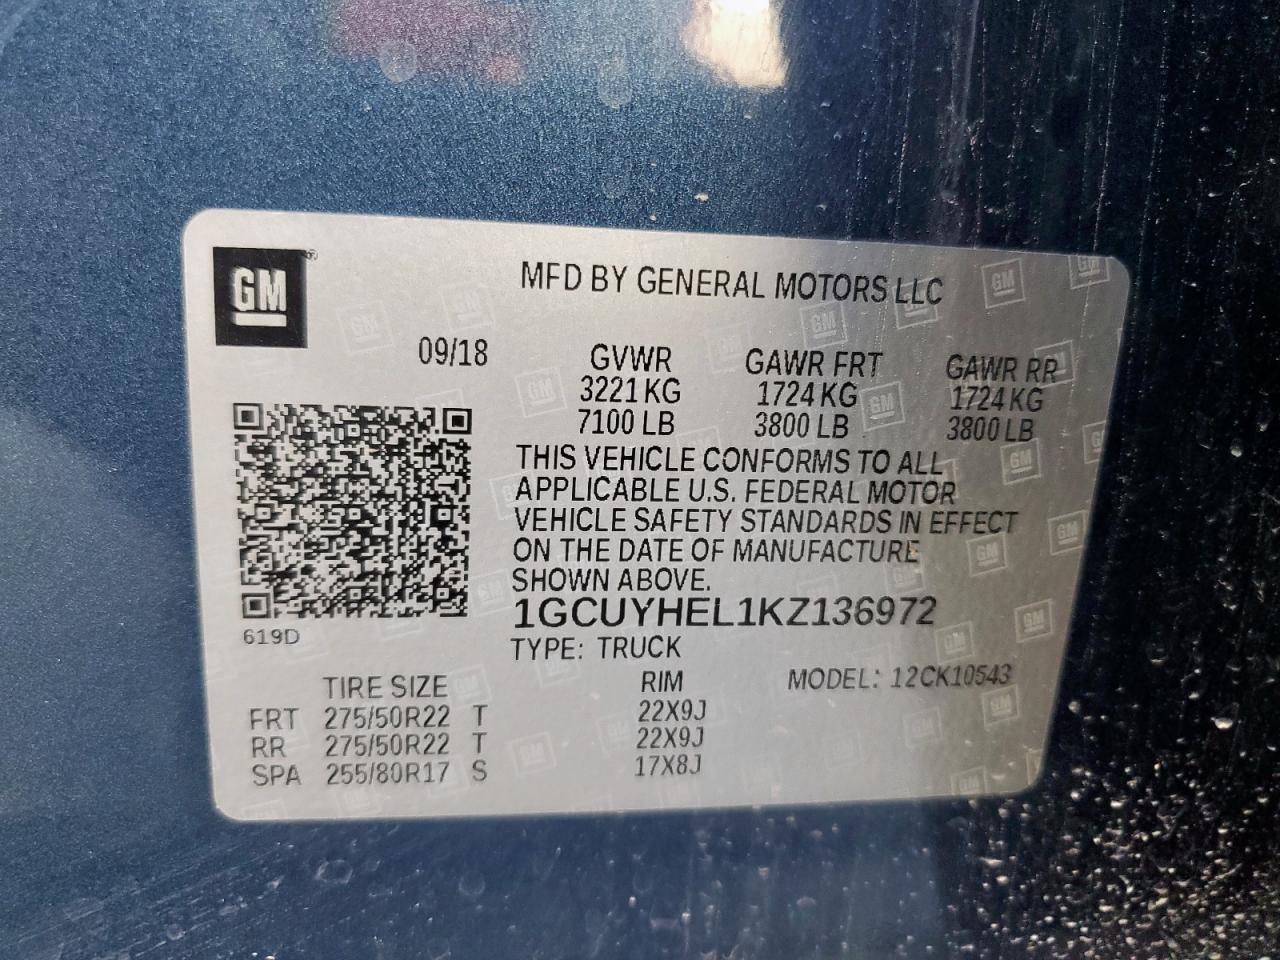 GM
MFD BY GENERAL MOTORS LLC
09/18 GVWR GAWR FRT GAWR RR
3221 KG 1724 KG 1724 KG
7100 LB 3800 LB 3800 LB
THIS VEHICLE CONFORMS TO ALL
APPLICABLE U.S. FEDERAL MOTOR
VEHICLE SAFETY STANDARDS IN EFFECT
ON THE DATE OF MANUFACTURE
SHOWN ABOVE.
1GCUYHEL1KZ136972
619D
TYPE: TRUCK
TIRE SIZE RIM MODEL: 12CK10543
FRT 275/50R22 T 22X9J
RR 275/50R22 T 22X9J
SPA 255/80R17 S 17X8J